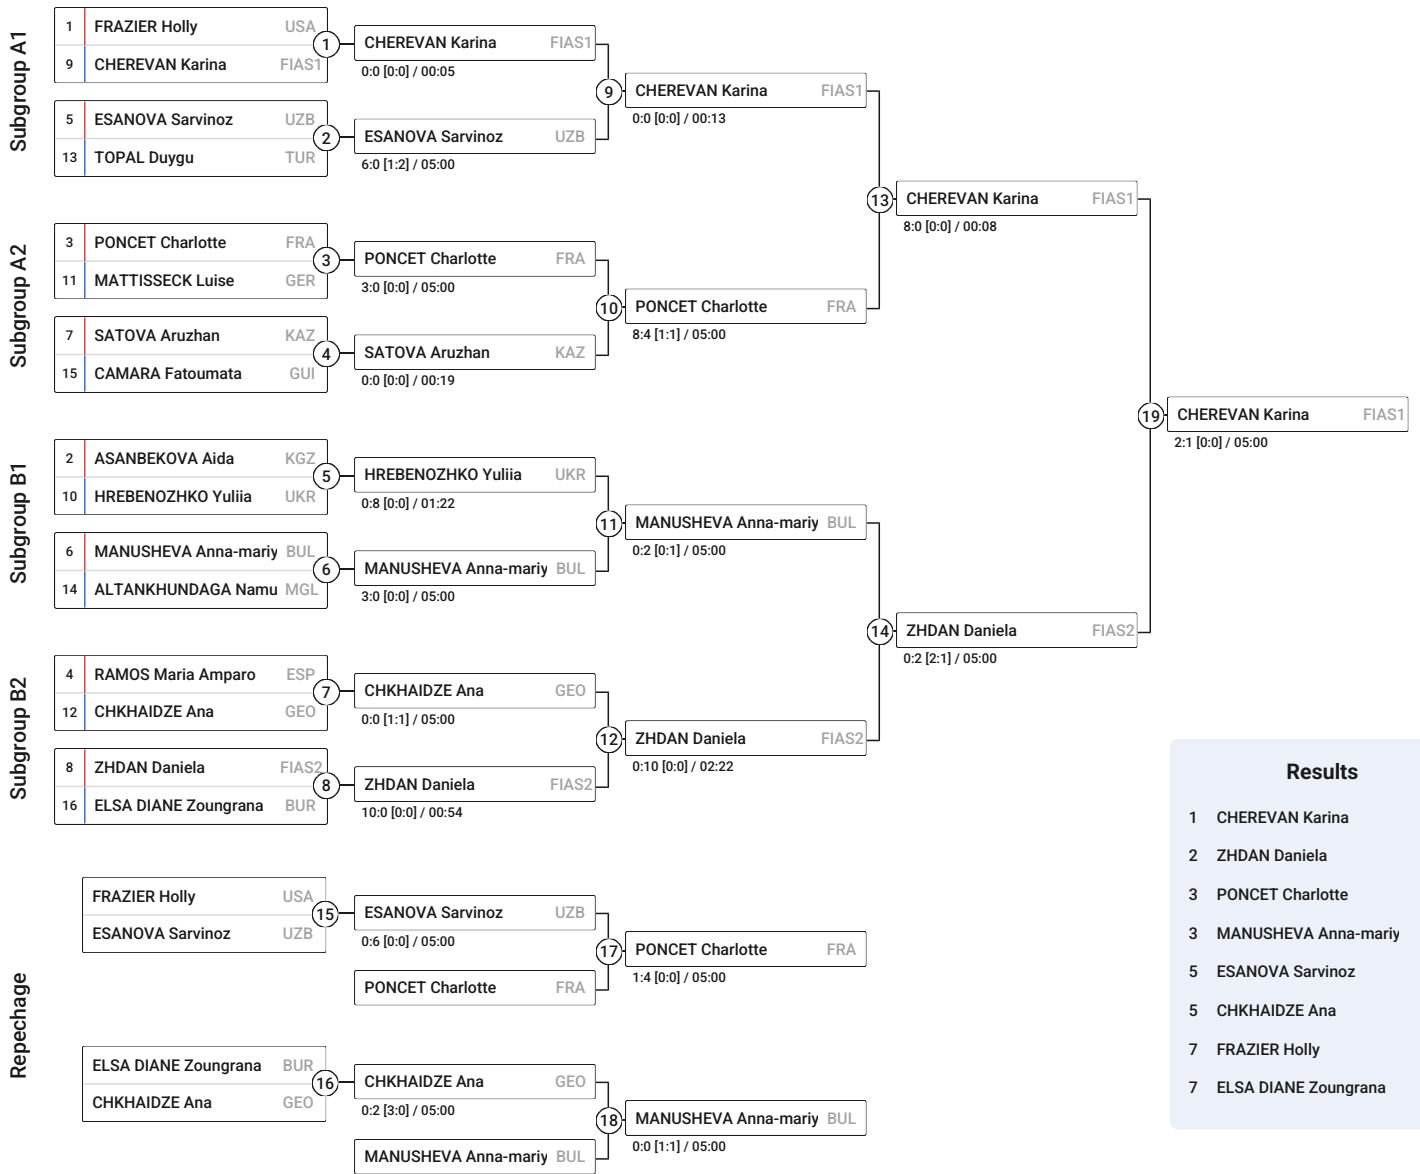 Subgroup A1
1 FRAZIER Holly USA
9 CHEREVAN Karina FIAS1
1
CHEREVAN Karina FIAS1
0:0 [0:0] / 00:05
5 ESANOVA Sarvinoz UZB
13 TOPAL Duygu TUR
2
ESANOVA Sarvinoz UZB
6:0 [1:2] / 05:00
9
CHEREVAN Karina FIAS1
0:0 [0:0] / 00:13
Subgroup A2
3 PONCET Charlotte FRA
11 MATTISSECK Luise GER
3
PONCET Charlotte FRA
3:0 [0:0] / 05:00
7 SATOVA Aruzhan KAZ
15 CAMARA Fatoumata GUI
4
SATOVA Aruzhan KAZ
0:0 [0:0] / 00:19
10
PONCET Charlotte FRA
8:4 [1:1] / 05:00
13
CHEREVAN Karina FIAS1
8:0 [0:0] / 00:08
Subgroup B1
2 ASANBEKOVA Aida KGZ
10 HREBENOZHKO Yuliia UKR
5
HREBENOZHKO Yuliia UKR
0:8 [0:0] / 01:22
6 MANUSHEVA Anna-mariy BUL
14 ALTANKHUNDAGA Namu MGL
6
MANUSHEVA Anna-mariy BUL
3:0 [0:0] / 05:00
11
MANUSHEVA Anna-mariy BUL
0:2 [0:1] / 05:00
Subgroup B2
4 RAMOS Maria Amparo ESP
12 CHKHAIDZE Ana GEO
7
CHKHAIDZE Ana GEO
0:0 [1:1] / 05:00
8 ZHDAN Daniela FIAS2
16 ELSA DIANE Zoungrana BUR
8
ZHDAN Daniela FIAS2
10:0 [0:0] / 00:54
12
ZHDAN Daniela FIAS2
0:10 [0:0] / 02:22
14
ZHDAN Daniela FIAS2
0:2 [2:1] / 05:00
19
CHEREVAN Karina FIAS1
2:1 [0:0] / 05:00
Repechage
FRAZIER Holly USA
ESANOVA Sarvinoz UZB
15
ESANOVA Sarvinoz UZB
0:6 [0:0] / 05:00
PONCET Charlotte FRA
17
PONCET Charlotte FRA
1:4 [0:0] / 05:00
ELSA DIANE Zoungrana BUR
CHKHAIDZE Ana GEO
16
CHKHAIDZE Ana GEO
0:2 [3:0] / 05:00
MANUSHEVA Anna-mariy BUL
18
MANUSHEVA Anna-mariy BUL
0:0 [1:1] / 05:00
Results
1 CHEREVAN Karina
2 ZHDAN Daniela
3 PONCET Charlotte
3 MANUSHEVA Anna-mariy
5 ESANOVA Sarvinoz
5 CHKHAIDZE Ana
7 FRAZIER Holly
7 ELSA DIANE Zoungrana